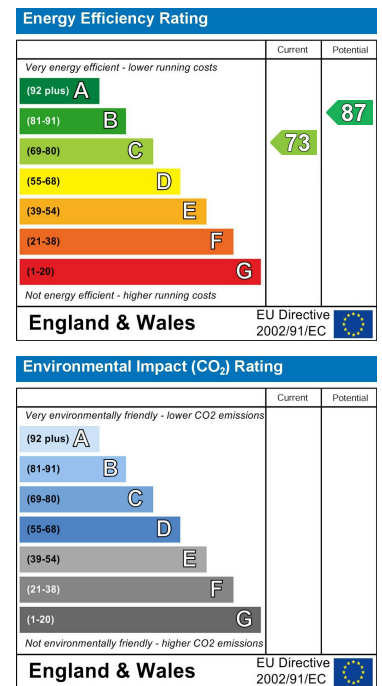 Energy Efficiency Rating
Current Potential
Very energy efficient - lower running costs
(92 plus) A
(81-91) B
87
(69-80) C
73
(55-68) D
(39-54) E
(21-38) F
(1-20) G
Not energy efficient - higher running costs
England & Wales
EU Directive
2002/91/EC
Environmental Impact (CO₂) Rating
Current Potential
Very environmentally friendly - lower CO2 emissions
(92 plus) A
(81-91) B
(69-80) C
(55-68) D
(39-54) E
(21-38) F
(1-20) G
Not environmentally friendly - higher CO2 emissions
England & Wales
EU Directive
2002/91/EC